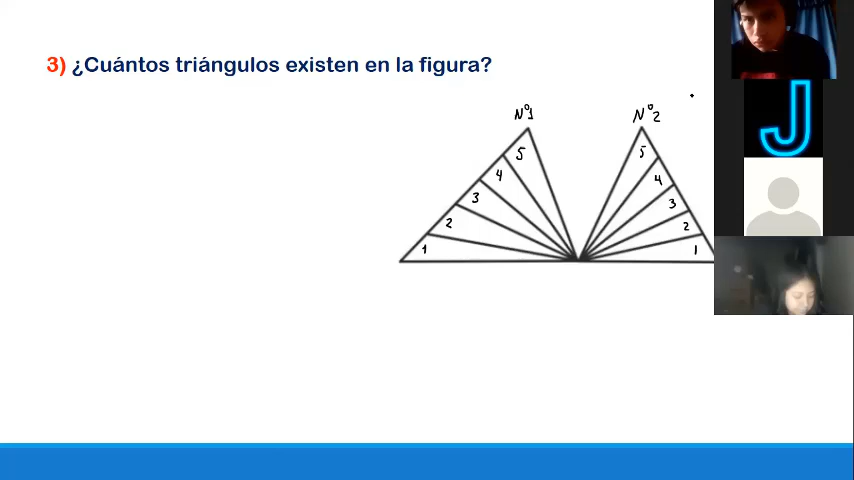 3) ¿Cuántos triángulos existen en la figura?
N°1 N°2
5 5
4 4
3 3
2 2
1 1
J